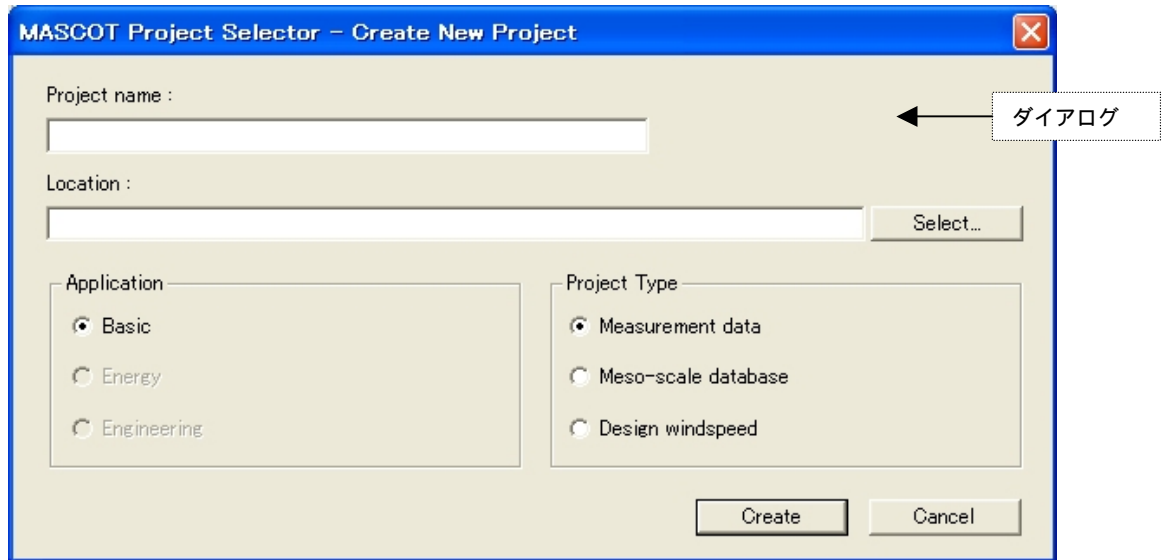 MASCOT Project Selector - Create New Project
Project name :
ダイアログ
Location :
Select...
Application
Basic
Energy
Engineering
Project Type
Measurement data
Meso-scale database
Design windspeed
Create
Cancel